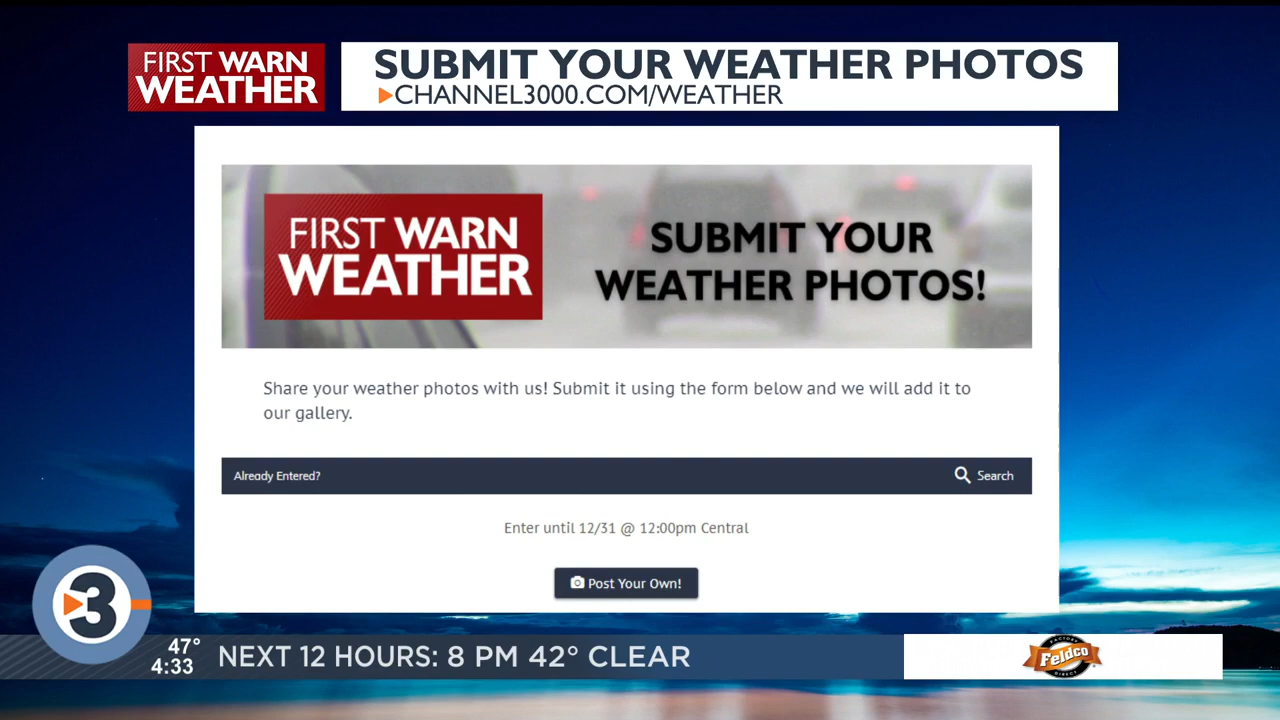 FIRST WARN
WEATHER
SUBMIT YOUR WEATHER PHOTOS
CHANNEL3000.COM/WEATHER
FIRST WARN
WEATHER
SUBMIT YOUR
WEATHER PHOTOS!
Share your weather photos with us! Submit it using the form below and we will add it to
our gallery.
Already Entered?
Search
Enter until 12/31 @ 12:00pm Central
Post Your Own!
3
47°
4:33
NEXT 12 HOURS: 8 PM 42° CLEAR
FACTORY
Feldco
DIRECT